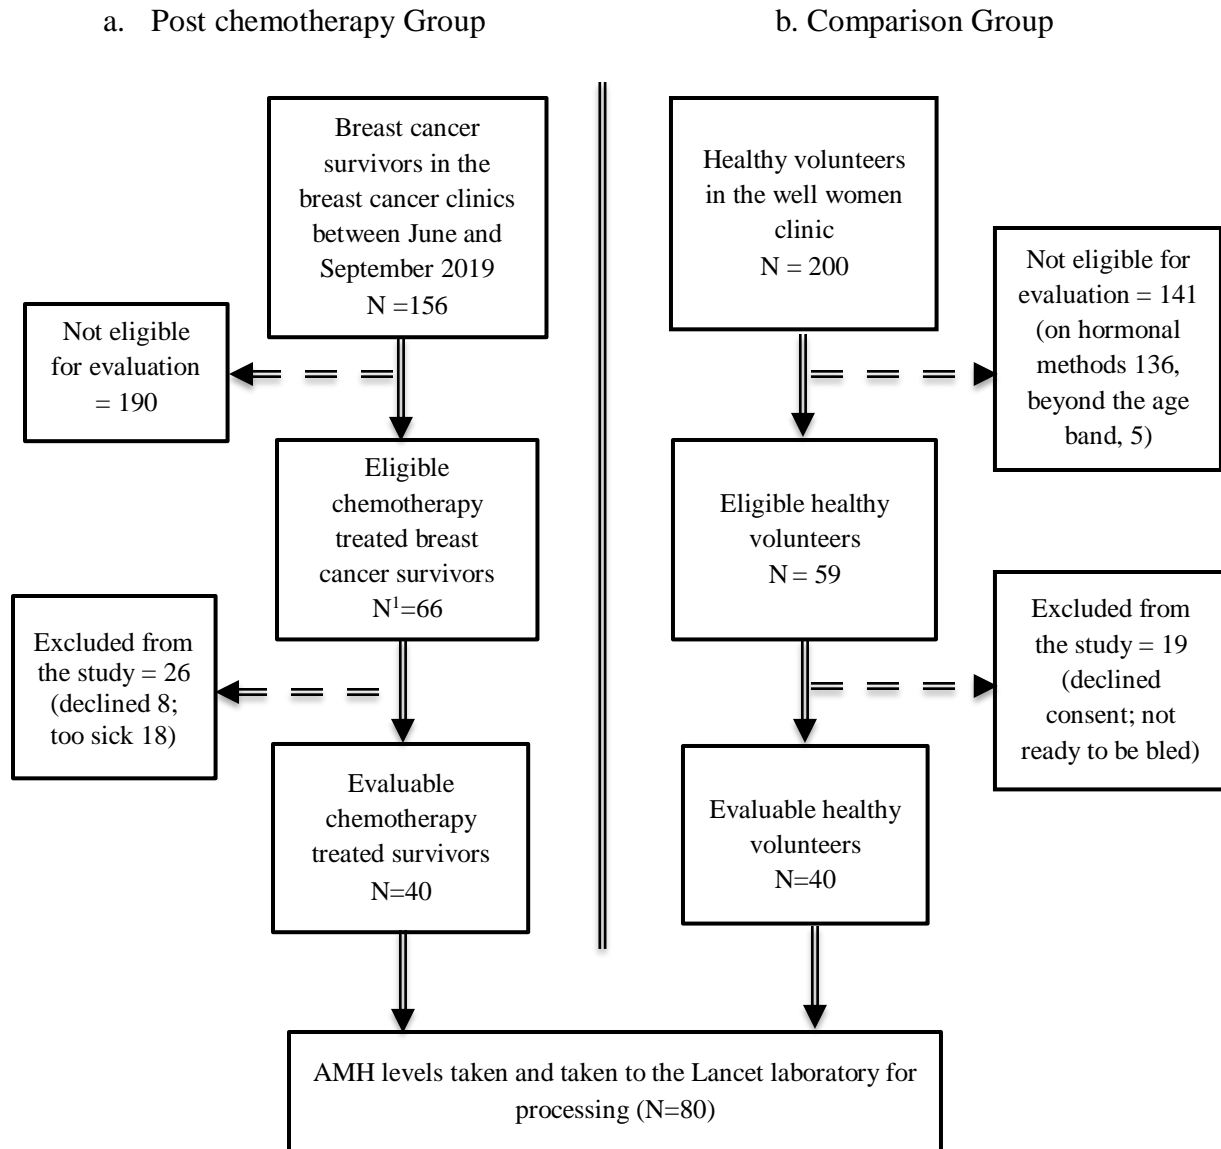 a. Post chemotherapy Group
Breast cancer
survivors in the
breast cancer clinics
between June and
September 2019
N =156
Not eligible
for evaluation
= 190
Eligible
chemotherapy
treated breast
cancer survivors
N¹=66
Excluded from
the study = 26
(declined 8;
too sick 18)
Evaluable
chemotherapy
treated survivors
N=40
b. Comparison Group
Healthy volunteers
in the well women
clinic
N = 200
Not eligible for
evaluation = 141
(on hormonal
methods 136,
beyond the age
band, 5)
Eligible healthy
volunteers
N = 59
Excluded from
the study = 19
(declined
consent; not
ready to be bled)
Evaluable healthy
volunteers
N=40
AMH levels taken and taken to the Lancet laboratory for
processing (N=80)